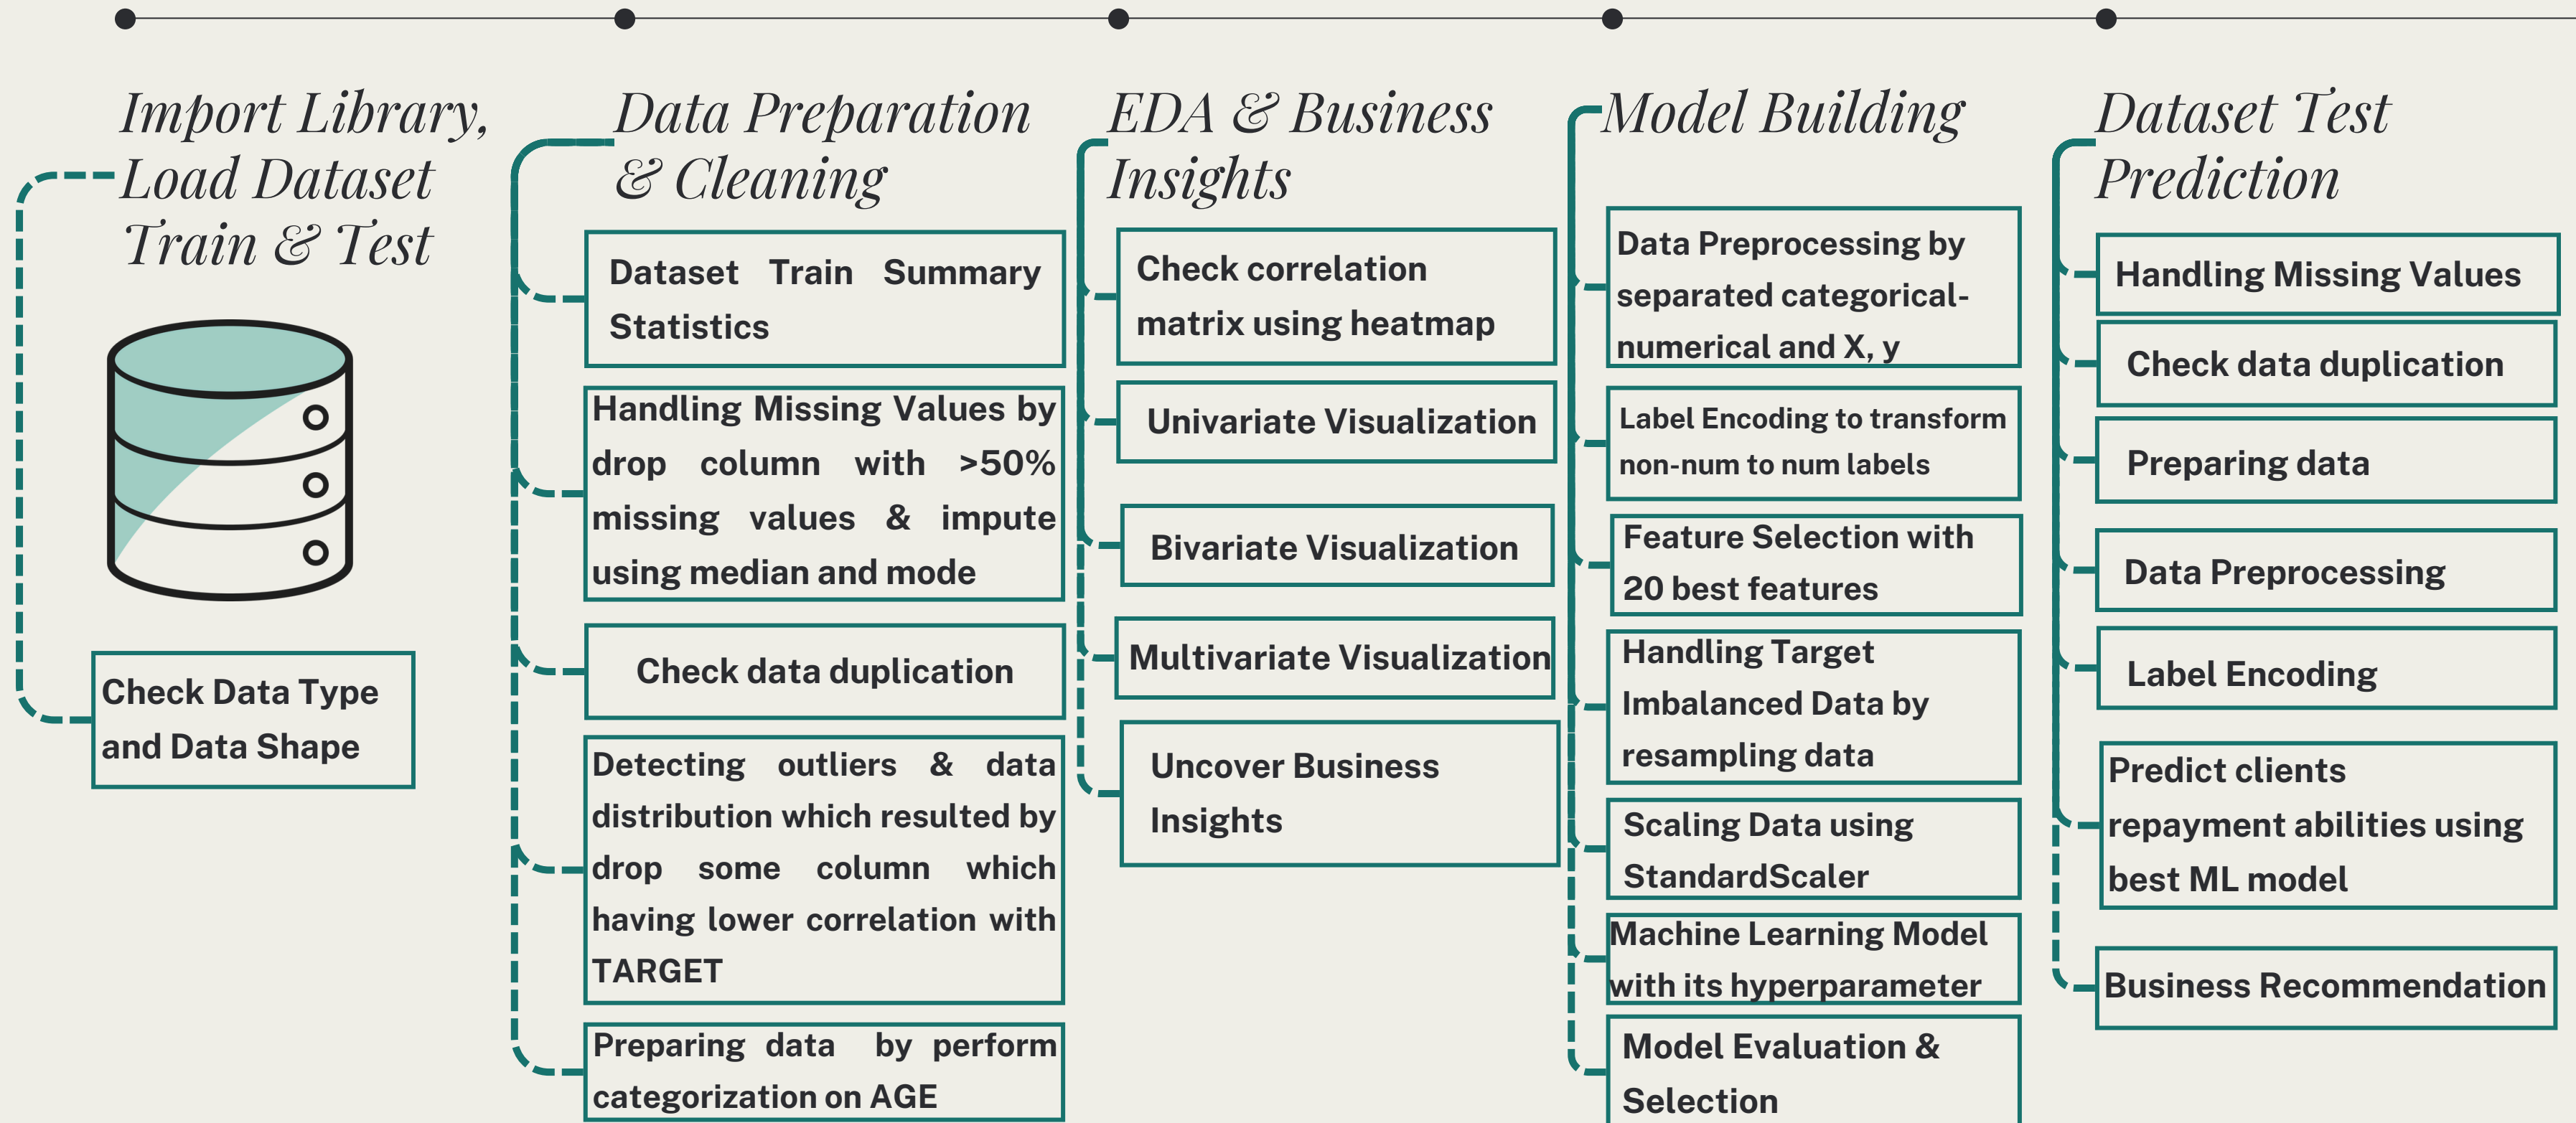 Import Library,
Load Dataset
Train & Test
Check Data Type
and Data Shape
Data Preparation
& Cleaning
Dataset Train Summary
Statistics
Handling Missing Values by
drop column with >50%
missing values & impute
using median and mode
Check data duplication
Detecting outliers & data
distribution which resulted by
drop some column which
having lower correlation with
TARGET
Preparing data by perform
categorization on AGE
EDA & Business
Insights
Check correlation
matrix using heatmap
Univariate Visualization
Bivariate Visualization
Multivariate Visualization
Uncover Business
Insights
Model Building
Data Preprocessing by
separated categorical-
numerical and X, y
Label Encoding to transform
non-num to num labels
Feature Selection with
20 best features
Handling Target
Imbalanced Data by
resampling data
Scaling Data using
StandardScaler
Machine Learning Model
with its hyperparameter
Model Evaluation &
Selection
Dataset Test
Prediction
Handling Missing Values
Check data duplication
Preparing data
Data Preprocessing
Label Encoding
Predict clients
repayment abilities using
best ML model
Business Recommendation